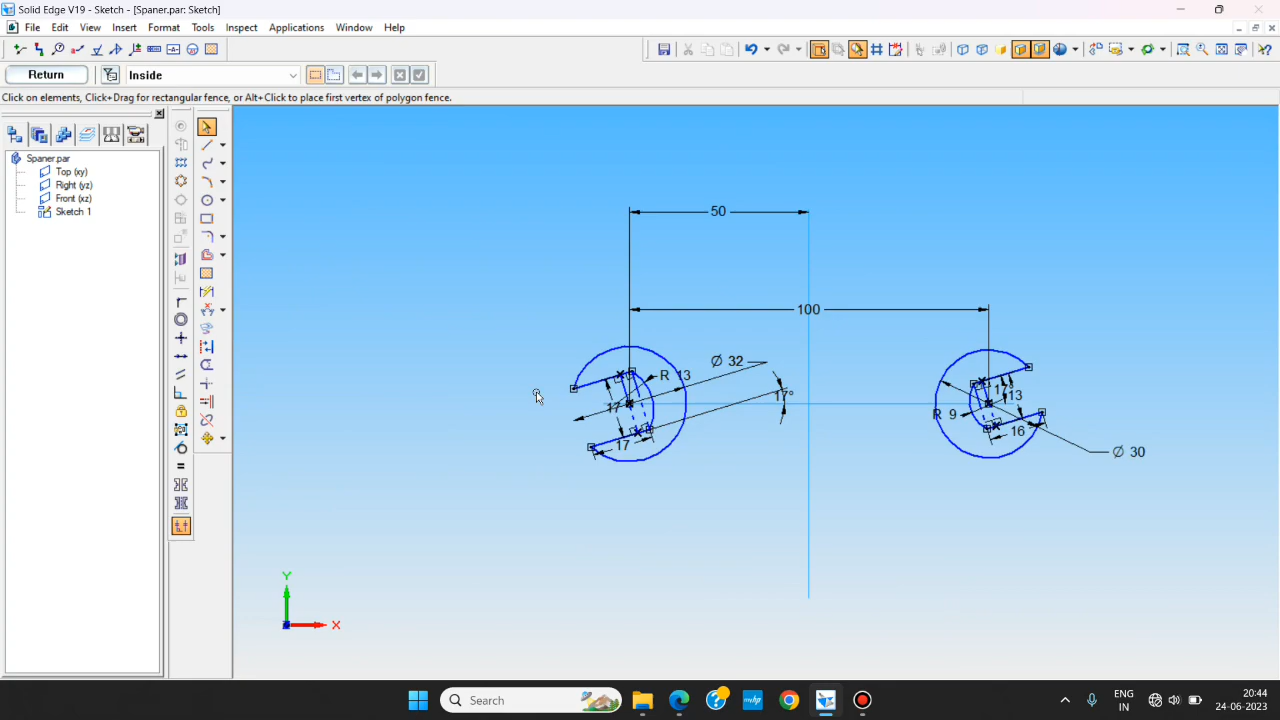 Solid Edge V19 - Sketch - [Spaner.par: Sketch]
File Edit View Insert Format Tools Inspect Applications Window Help
Return Inside
Click on elements, Click+Drag for rectangular fence, or Alt+Click to place first vertex of polygon fence.
Spaner.par
Top (xy)
Right (yz)
Front (xz)
Sketch 1
50
100
Ø 32
R 13
17°
17
17
17°
13
R 9
16
Ø 30
Y
X
Search
mhp
ENG
IN
20:44
24-06-2023